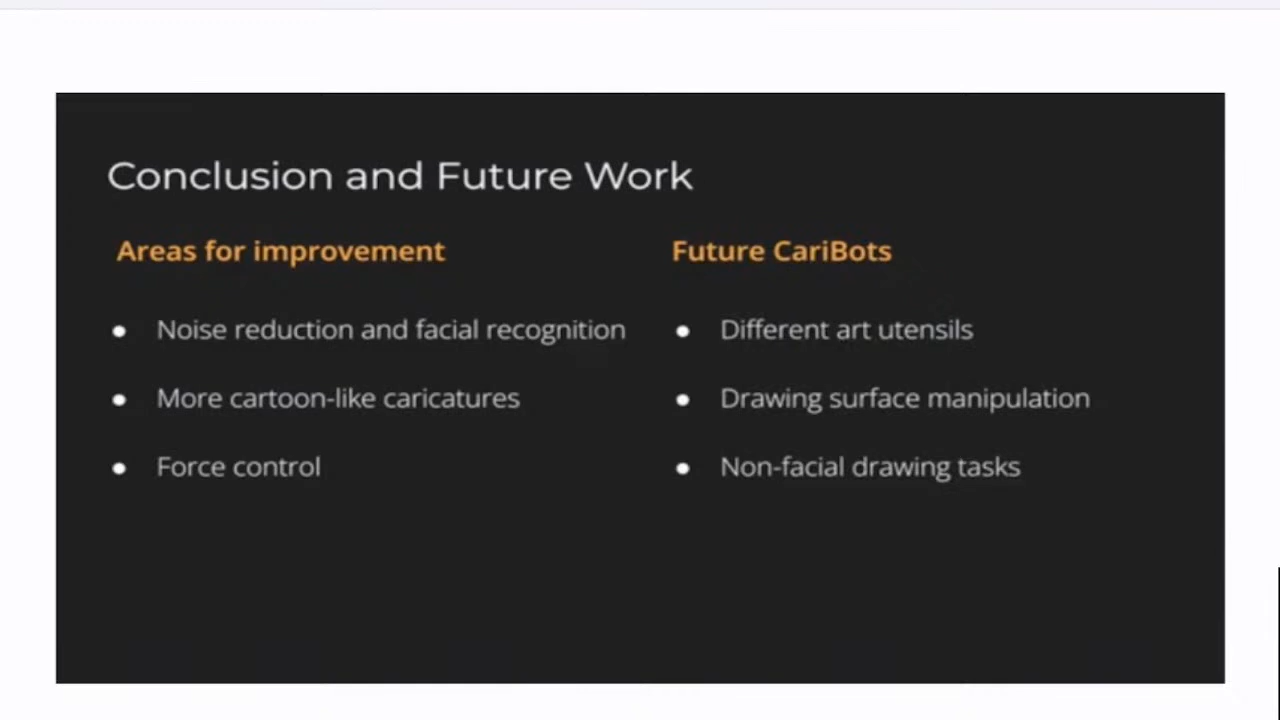 Conclusion and Future Work
Areas for improvement
Noise reduction and facial recognition
More cartoon-like caricatures
Force control
Future CariBots
Different art utensils
Drawing surface manipulation
Non-facial drawing tasks